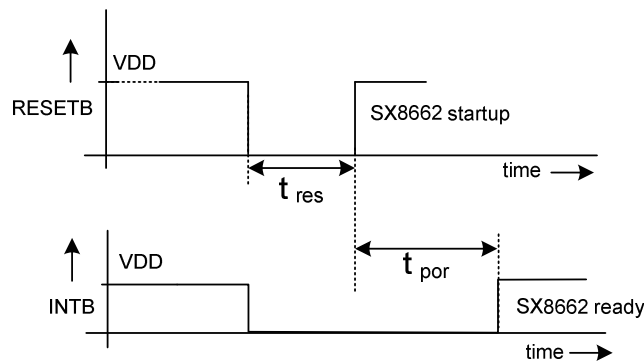 VDD
RESETB
SX8662 startup
time
t res
VDD
t por
INTB
SX8662 ready
time